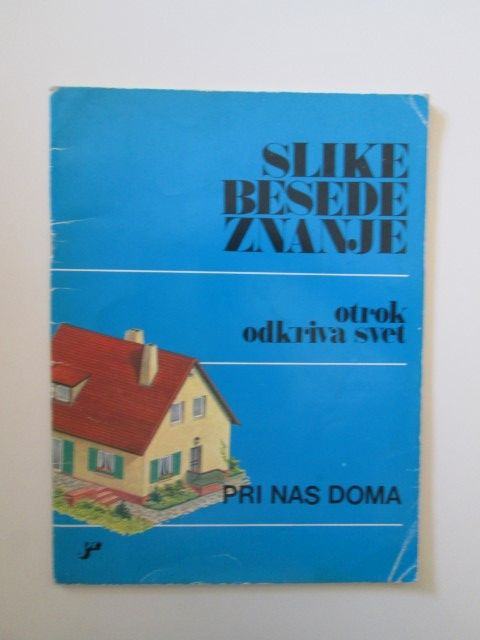 SLIKE
BESEDE
ZNANJE
otrok
odkriva svet
PRI NAS DOMA